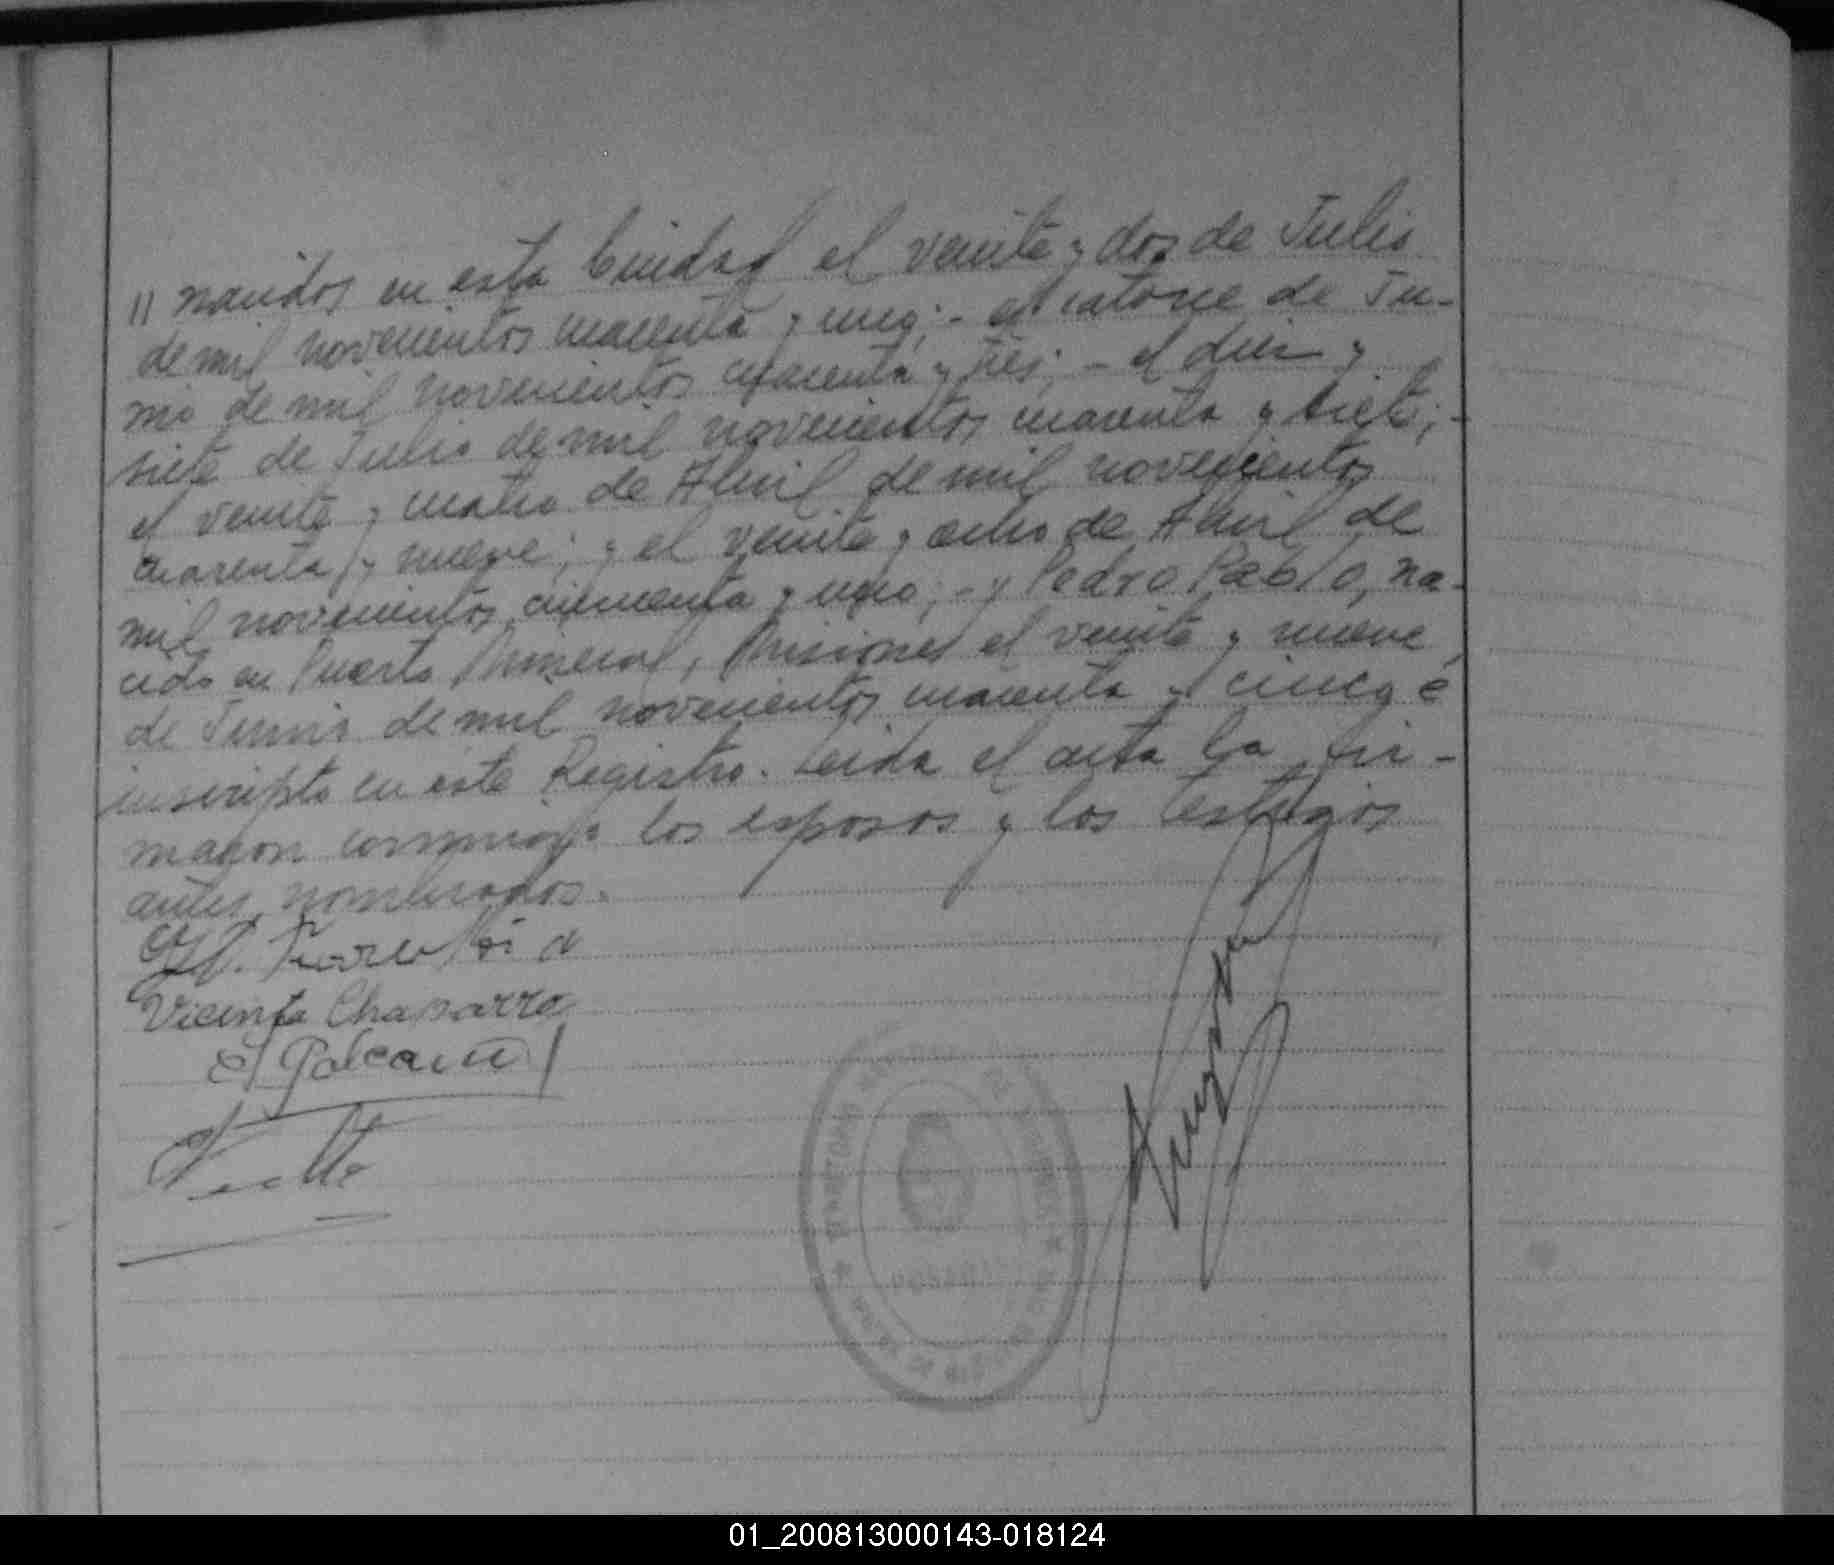 " nacidos en esta Ciudad el veinte y dos de Julio
de mil novecientos cuarenta y uno; - el catorce de Ju-
nio de mil novecientos cuarenta y tres; - el diez y
siete de Julio de mil novecientos cuarenta y siete; -
el veinte y cuatro de Abril de mil novecientos
cuarenta y nueve; y el veinte y ocho de Abril de
mil novecientos cincuenta y uno; - y Pedro Pablo, na-
cido en Puerto Mineral, Misiones el veinte y nueve
de Junio de mil novecientos cuarenta y cinco e
inscripto en este Registro. Leida el acta la fir-
maron conmigo los esposos y los testigos
antes nombrados.
Vicenta Chaparro
POSADAS
01_200813000143-018124